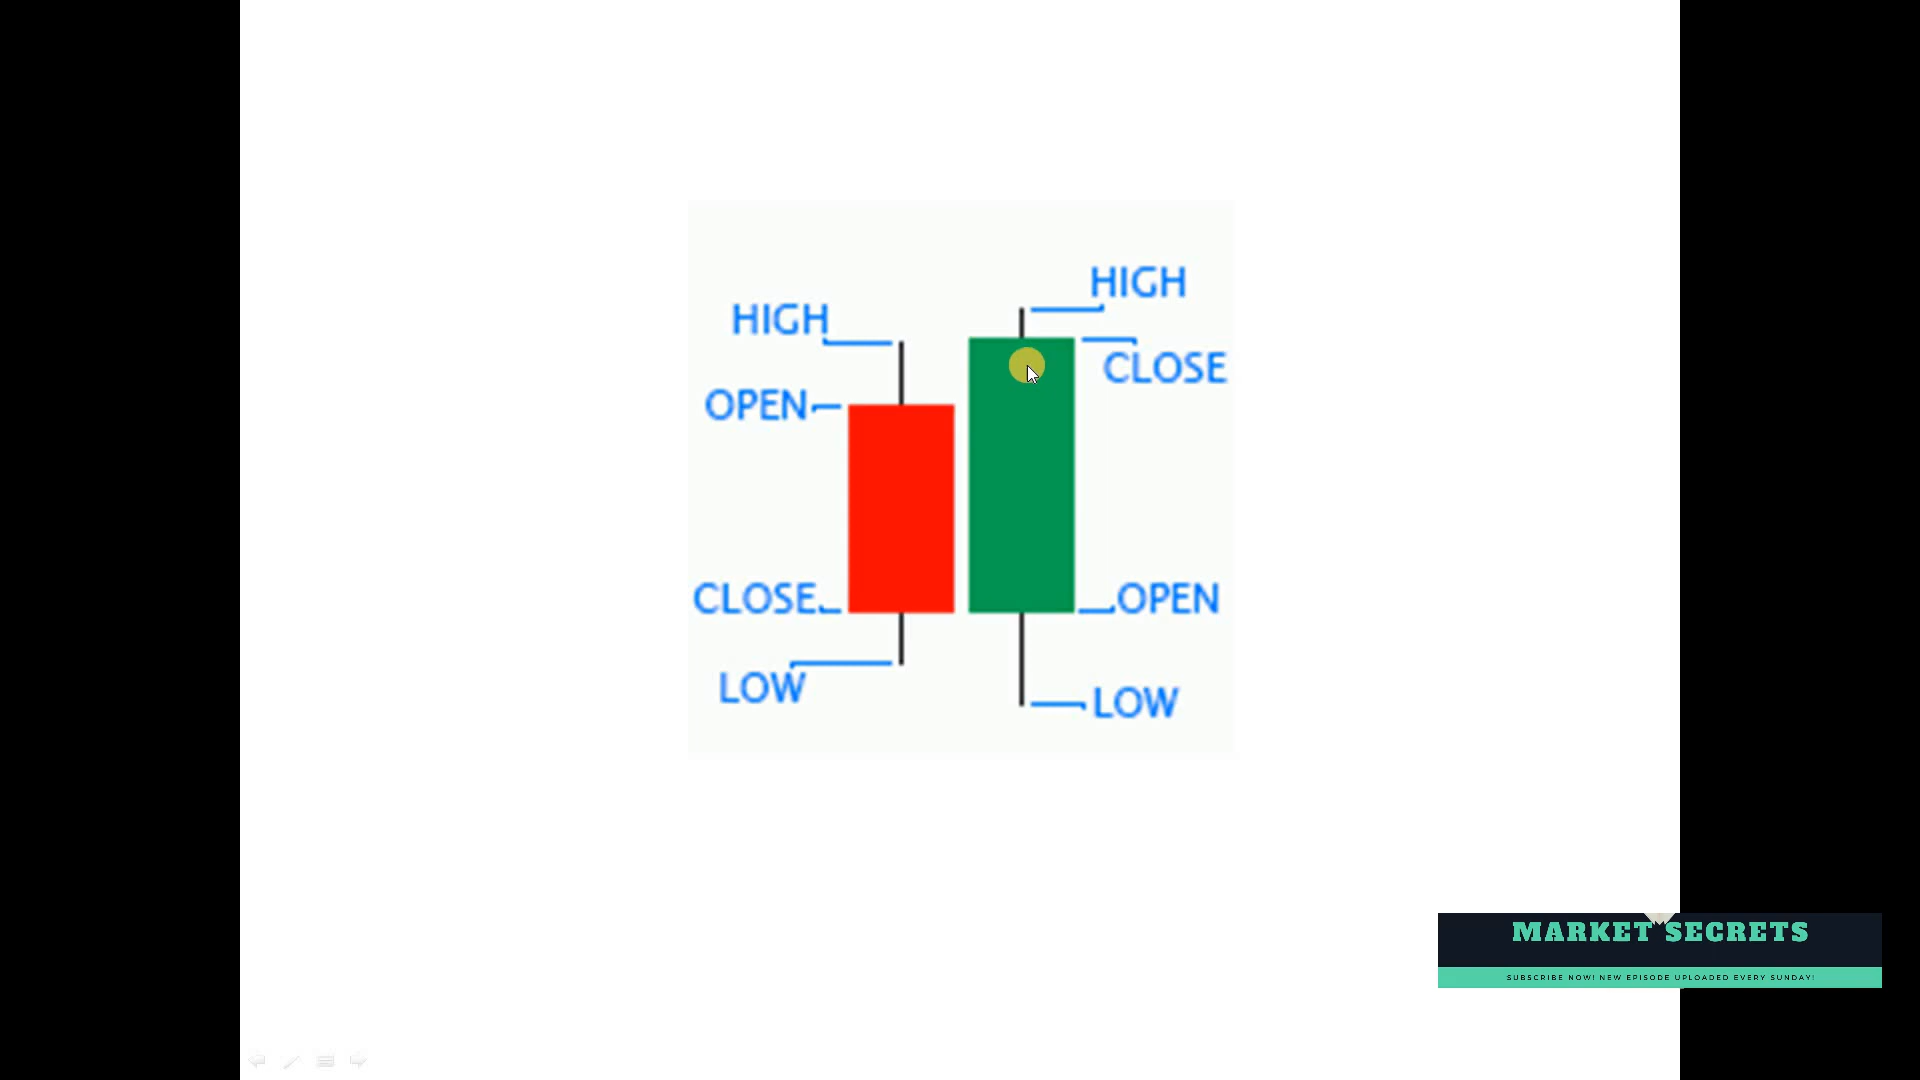 HIGH
HIGH
CLOSE
OPEN
CLOSE
OPEN
LOW
LOW
MARKET SECRETS
SUBSCRIBE NOW! NEW EPISODE UPLOADED EVERY SUNDAY!